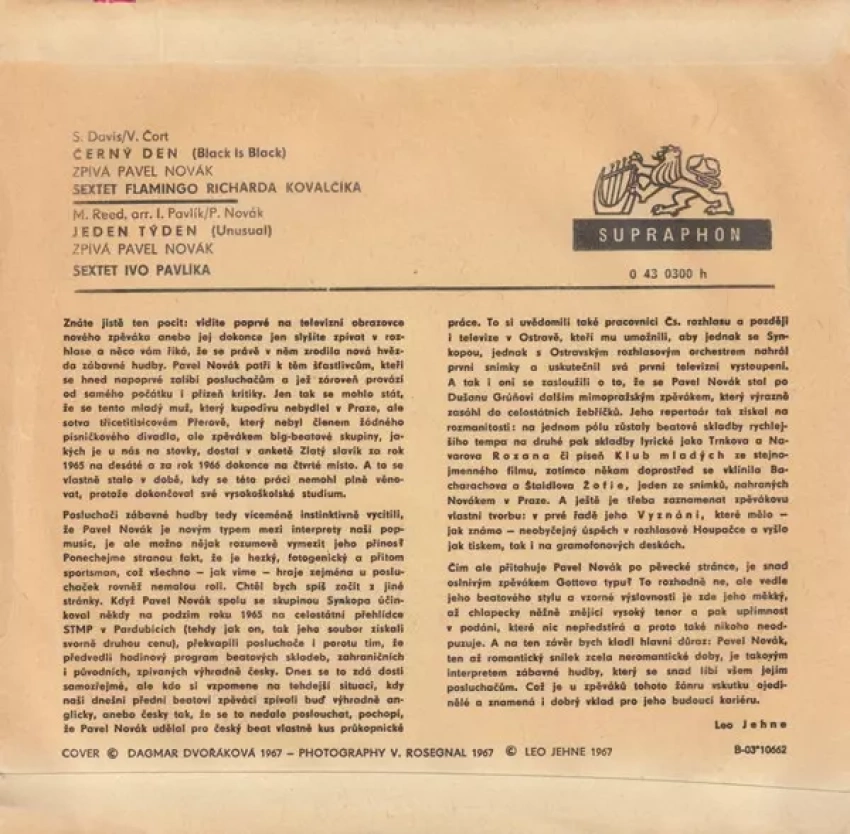 S. Davis/V. Čort
ČERNÝ DEN (Black Is Black)
ZPÍVÁ PAVEL NOVÁK
SEXTET FLAMINGO RICHARDA KOVALČÍKA
M. Reed, arr. I. Pavlík/P. Novák
JEDEN TÝDEN (Unusual)
ZPÍVÁ PAVEL NOVÁK
SEXTET IVO PAVLÍKA
SUPRAPHON
0 43 0300 h
Znáte jistě ten pocit: vidíte poprvé na televizní obrazovce
nového zpěváka anebo jej dokonce jen slyšíte zpívat v roz-
hlase a něco vám říká, že se právě v něm zrodila nová hvěz-
da zábavné hudby. Pavel Novák patří k těm šťastlivcům, kteří
se hned napoprvé zalíbí posluchačům a jež zároveň provází
od samého počátku i přízeň kritiky. Jen tak se mohlo stát,
že se tento mladý muž, který kupodivu nebydlel v Praze, ale
sotva třicetitisícovém Přerově, který nebyl členem žádného
písničkového divadla, ale zpěvákem big-beatové skupiny, ja-
kých je u nás na stovky, dostal v anketě Zlatý slavík za rok
1965 na desáté a za rok 1966 dokonce na čtvrté místo. A to se
vlastně stalo v době, kdy se této práci nemohl plně věno-
vat, protože dokončoval své vysokoškolské studium.
Posluchači zábavné hudby tedy víceméně instinktivně vycítili,
že Pavel Novák je novým typem mezi interprety naší pop-
music, je ale možno nějak rozumově vymezit jeho přínos?
Ponechejme stranou fakt, že je hezký, fotogenický a přitom
sportsman, což všechno – jak víme – hraje zejména u poslu-
chaček rovněž nemalou roli. Chtěl bych spíš začít z jiné
stránky. Když Pavel Novák spolu se skupinou Synkopa účin-
koval někdy na podzim roku 1965 na celostátní přehlídce
STMP v Pardubicích (tehdy jak on, tak jeho soubor získali
svorně druhou cenu), překvapili posluchače i porotu tím, že
předvedli hodinový program beatových skladeb, zahraničních
i původních, zpívaných výhradně česky. Dnes se to zdá dosti
samozřejmé, ale kdo si vzpomene na tehdejší situaci, kdy
naši dnešní přední beatoví zpěváci zpívali buď výhradně an-
glicky, anebo česky tak, že se to nedalo poslouchat, pochopí,
že Pavel Novák udělal pro český beat vlastně kus průkopnické
práce. To si uvědomili také pracovníci Čs. rozhlasu a později
i televize v Ostravě, kteří mu umožnili, aby jednak se Syn-
kopou, jednak s Ostravským rozhlasovým orchestrem nahrál
první snímky a uskutečnil svá první televizní vystoupení.
A tak i oni se zasloužili o to, že se Pavel Novák stal po
Dušanu Grúňovi dalším mimopražským zpěvákem, který výrazně
zasáhl do celostátních žebříčků. Jeho repertoár tak získal na
rozmanitosti: na jednom pólu zůstaly beatové skladby rychlej-
šího tempa na druhé pak skladby lyrické jako Trnkova a Na-
varova Rozana či píseň Klub mladých ze stejno-
jmenného filmu, zatímco někam doprostřed se vklínila Ba-
charachova a Štaidlova Žofie, jeden ze snímků, nahraných
Novákem v Praze. A ještě je třeba zaznamenat zpěvákovu
vlastní tvorbu: v prvé řadě jeho Vyznání, které mělo –
jak známo – neobyčejný úspěch v rozhlasové Houpačce a vyšlo
jak tiskem, tak i na gramofonových deskách.
Čím ale přitahuje Pavel Novák po pěvecké stránce, je snad
oslnivým zpěvákem Gottova typu? To rozhodně ne, ale vedle
jeho beatového stylu a vzorné výslovnosti je zde jeho měkký,
až chlapecky něžně znějící vysoký tenor a pak upřímnost
v podání, které nic nepředstírá a proto také nikoho neod-
puzuje. A na ten závěr bych kladl hlavní důraz: Pavel Novák,
ten až romantický snílek zcela neromantické doby, je takovým
interpretem zábavné hudby, který se snad líbí všem jejím
posluchačům. Což je u zpěváků tohoto žánru vskutku ojedi-
nělé a znamená i dobrý vklad pro jeho budoucí kariéru.
Leo Jehne
COVER © DAGMAR DVOŘÁKOVÁ 1967 – PHOTOGRAPHY V. ROSEGNAL 1967 © LEO JEHNE 1967
B-03*10662